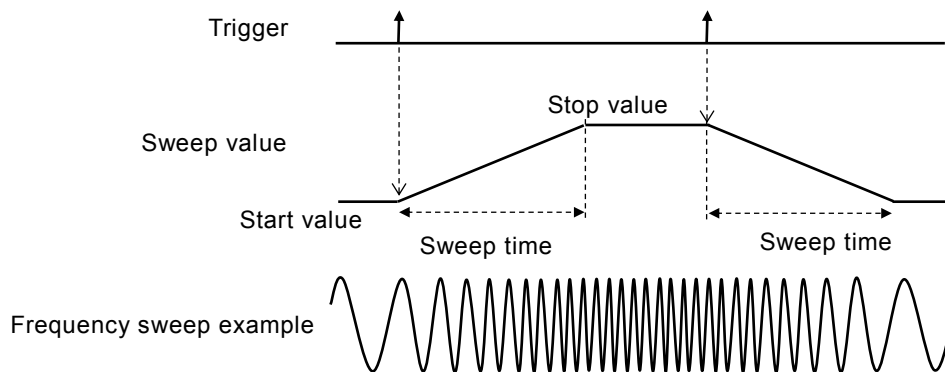 Trigger
Stop value
Sweep value
Start value
Sweep time
Sweep time
Frequency sweep example